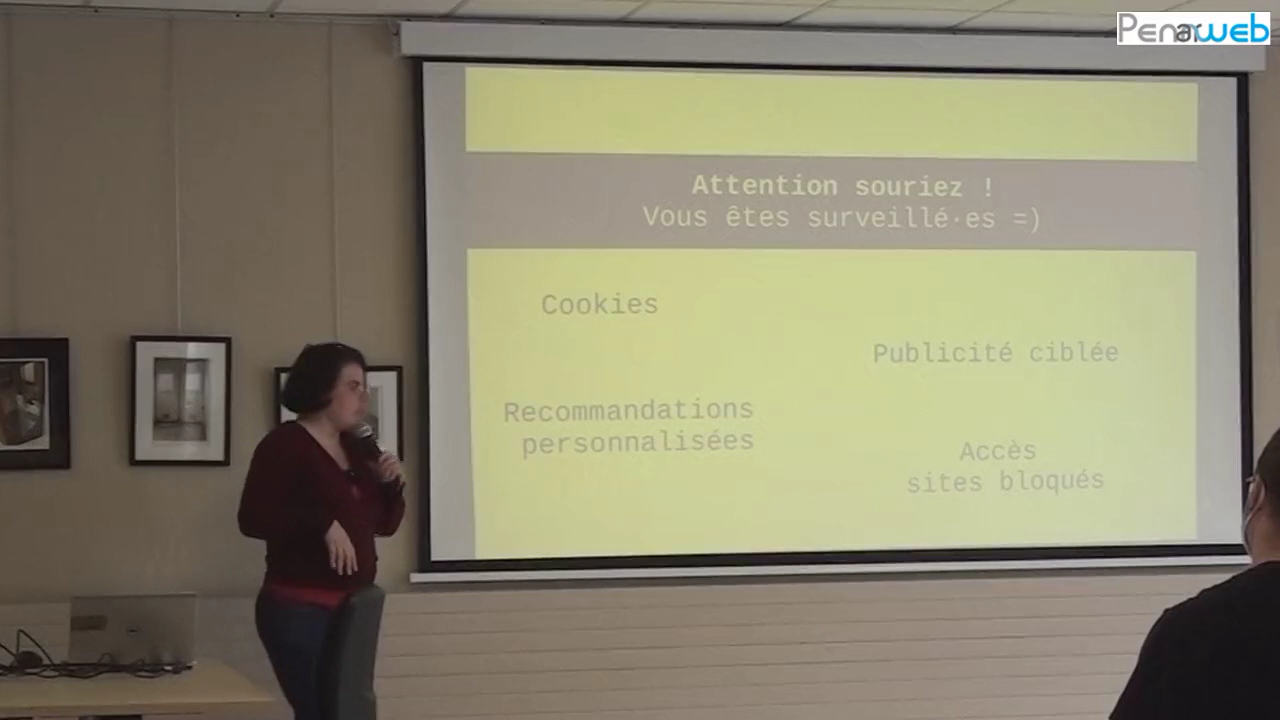 Penarweb
Attention souriez !
Vous êtes surveillé·es =)
Cookies
Publicité ciblée
Recommandations
personnalisées
Accès
sites bloqués